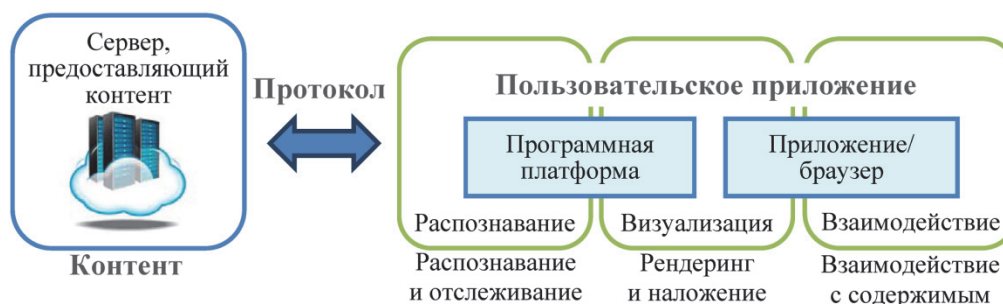 Сервер,
предоставляющий
контент
Контент
Протокол
Пользовательское приложение
Программная
платформа
Приложение/
браузер
Распознавание
Визуализация
Взаимодействие
Распознавание
и отслеживание
Рендеринг
и наложение
Взаимодействие
с содержимым